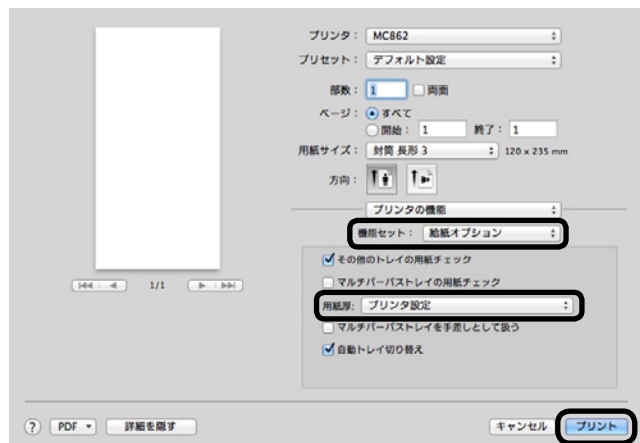 プリンタ： MC862
プリセット： デフォルト設定
部数： 1 両面
ページ： すべて
開始： 1 終了： 1
用紙サイズ： 封筒 長形 3 120 x 235 mm
方向：
プリンタの機能
機能セット： 給紙オプション
その他のトレイの用紙チェック
マルチパーパストレイの用紙チェック
1/1
用紙厚: プリンタ設定
マルチパーパストレイを手差しとして扱う
自動トレイ切り替え
? PDF 詳細を隠す キャンセル プリント